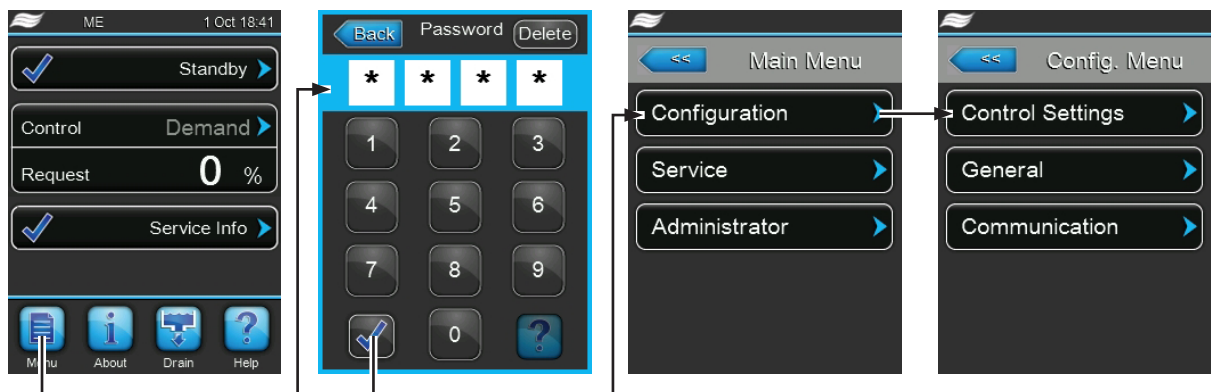 ME 1 Oct 18:41
Standby
Control Demand
Request 0 %
Service Info
Menu About Drain Help
Back Password Delete
* * * *
1 2 3
4 5 6
7 8 9
0 ?
<< Main Menu
Configuration
Service
Administrator
<< Config. Menu
Control Settings
General
Communication